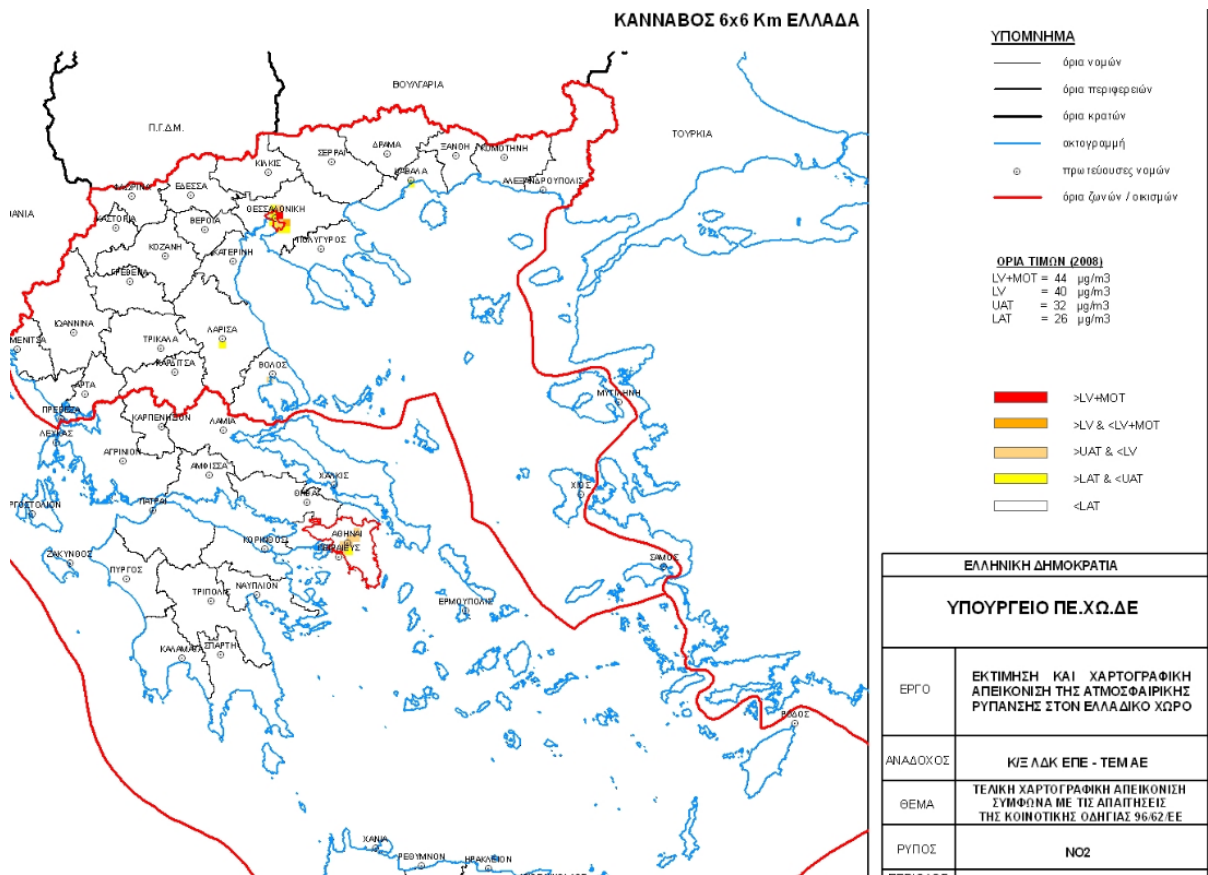 ΚΑΝΝΑΒΟΣ 6x6 Km ΕΛΛΑΔΑ
ΒΟΥΛΓΑΡΙΑ
Π.Γ.Δ.Μ.
ΤΟΥΡΚΙΑ
ΣΕΡΡΑΙ
ΔΡΑΜΑ
ΞΑΝΘΗ
ΚΟΜΟΤΗΝΗ
ΚΙΛΚΙΣ
ΚΑΒΑΛΑ
ΑΛΕΞΑΝΔΡΟΥΠΟΛΙΣ
ΦΛΩΡΙΝΑ
ΕΔΕΣΣΑ
ΘΕΣΣΑΛΟΝΙΚΗ
ΚΑΣΤΟΡΙΑ
ΒΕΡΟΙΑ
ΠΟΛΥΓΥΡΟΣ
ΚΟΖΑΝΗ
ΚΑΤΕΡΙΝΗ
ΓΡΕΒΕΝΑ
ΙΩΑΝΝΙΝΑ
ΛΑΡΙΣΑ
ΤΡΙΚΑΛΑ
ΜΕΝΙΤΣΑ
ΚΑΡΔΙΤΣΑ
ΒΟΛΟΣ
ΑΡΤΑ
ΜΥΤΙΛΗΝΗ
ΠΡΕΒΕΖΑ
ΚΑΡΠΕΝΗΣΙΟΝ
ΛΑΜΙΑ
ΛΕΥΚΑΣ
ΑΓΡΙΝΙΟΝ
ΑΜΦΙΣΣΑ
ΧΑΛΚΙΣ
ΧΙΟΣ
ΘΗΒΑΙ
ΡΓΟΣΤΟΛΙΟΝ
ΠΑΤΡΑΙ
ΑΘΗΝΑΙ
ΚΟΡΙΝΘΟΣ
ΠΕΙΡΑΙΕΥΣ
ΖΑΚΥΝΘΟΣ
ΣΑΜΟΣ
ΠΥΡΓΟΣ
ΝΑΥΠΛΙΟΝ
ΤΡΙΠΟΛΙΣ
ΕΡΜΟΥΠΟΛΙΣ
ΣΠΑΡΤΗ
ΚΑΛΑΜΑΤΑ
ΡΟΔΟΣ
ΧΑΝΙΑ
ΡΕΘΥΜΝΟΝ
ΗΡΑΚΛΕΙΟΝ
ΥΠΟΜΝΗΜΑ
όρια νομών
όρια περιφερειών
όρια κρατών
ακτογραμμή
πρωτεύουσες νομών
όρια ζωνών / οικισμών
ΟΡΙΑ ΤΙΜΩΝ (2008)
LV+MOT = 44 μg/m3
LV = 40 μg/m3
UAT = 32 μg/m3
LAT = 26 μg/m3
>LV+MOT
>LV & <LV+MOT
>UAT & <LV
>LAT & <UAT
<LAT
ΕΛΛΗΝΙΚΗ ΔΗΜΟΚΡΑΤΙΑ
ΥΠΟΥΡΓΕΙΟ ΠΕ.ΧΩ.ΔΕ
ΕΡΓΟ
ΕΚΤΙΜΗΣΗ ΚΑΙ ΧΑΡΤΟΓΡΑΦΙΚΗ
ΑΠΕΙΚΟΝΙΣΗ ΤΗΣ ΑΤΜΟΣΦΑΙΡΙΚΗΣ
ΡΥΠΑΝΣΗΣ ΣΤΟΝ ΕΛΛΑΔΙΚΟ ΧΩΡΟ
ΑΝΑΔΟΧΟΣ
Κ/Ξ ΛΔΚ ΕΠΕ - ΤΕΜ ΑΕ
ΘΕΜΑ
ΤΕΛΙΚΗ ΧΑΡΤΟΓΡΑΦΙΚΗ ΑΠΕΙΚΟΝΙΣΗ
ΣΥΜΦΩΝΑ ΜΕ ΤΙΣ ΑΠΑΙΤΗΣΕΙΣ
ΤΗΣ ΚΟΙΝΟΤΙΚΗΣ ΟΔΗΓΙΑΣ 96/62/ΕΕ
ΡΥΠΟΣ
NO2